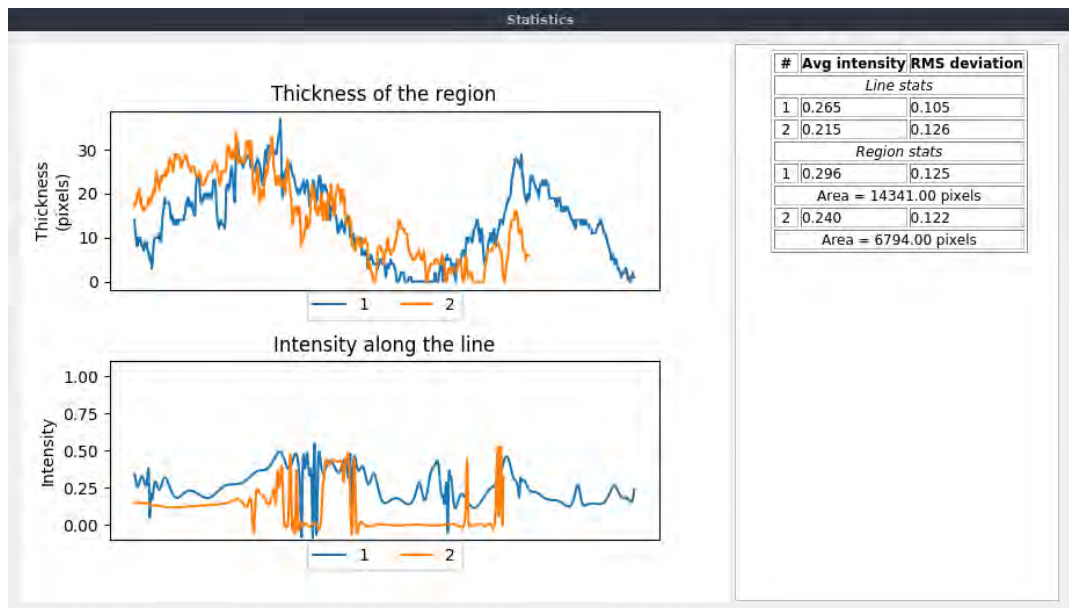 Statistics
Thickness of the region
Thickness
(pixels)
30
20
10
0
1 2
Intensity along the line
Intensity
1.00
0.75
0.50
0.25
0.00
1 2
# Avg intensity RMS deviation
Line stats
1 0.265 0.105
2 0.215 0.126
Region stats
1 0.296 0.125
Area = 14341.00 pixels
2 0.240 0.122
Area = 6794.00 pixels